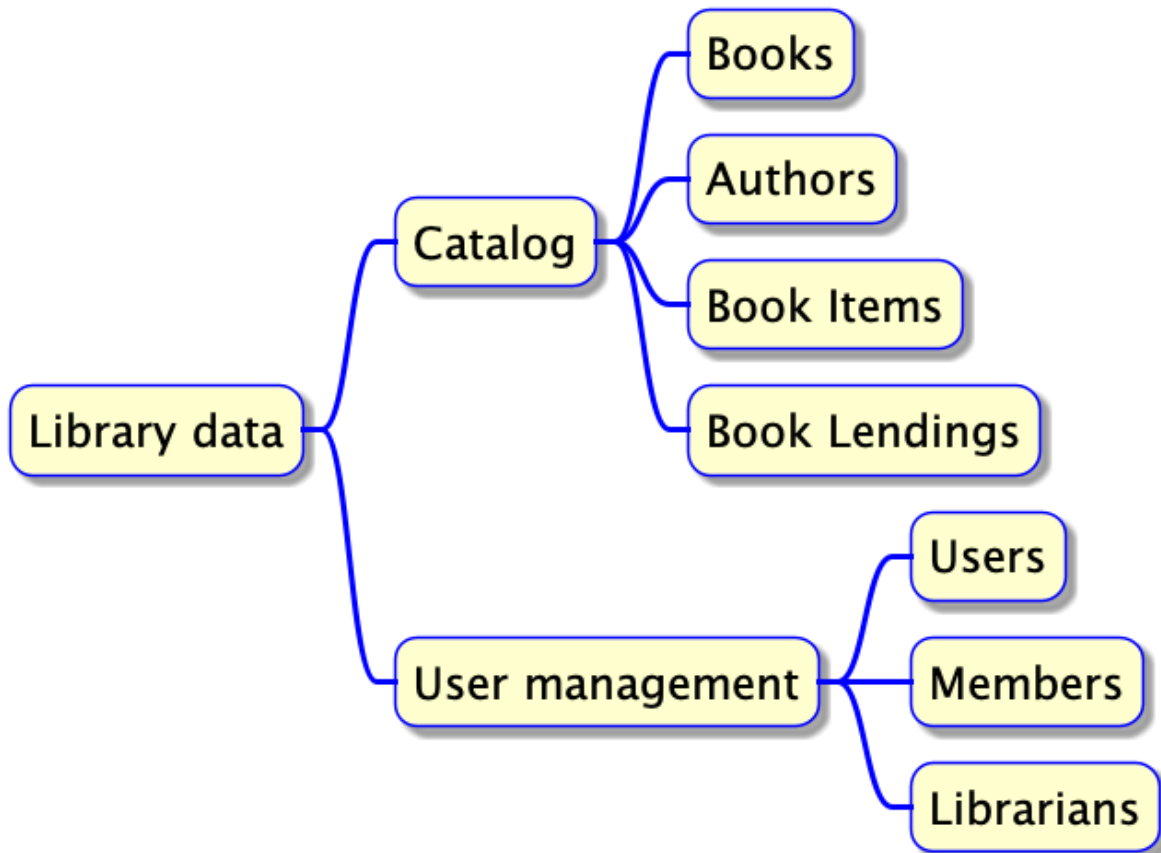 Books
Authors
Catalog
Book Items
Library data
Book Lendings
Users
User management
Members
Librarians